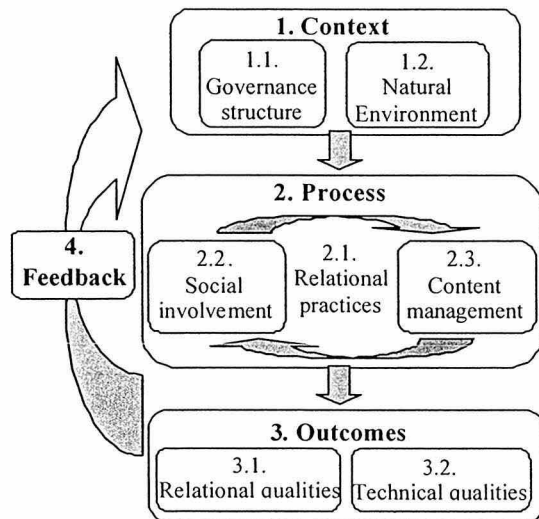 1. Context
1.1.
Governance
structure
1.2.
Natural
Environment
2. Process
2.2.
Social
involvement
2.1.
Relational
practices
2.3.
Content
management
4.
Feedback
3. Outcomes
3.1.
Relational qualities
3.2.
Technical qualities